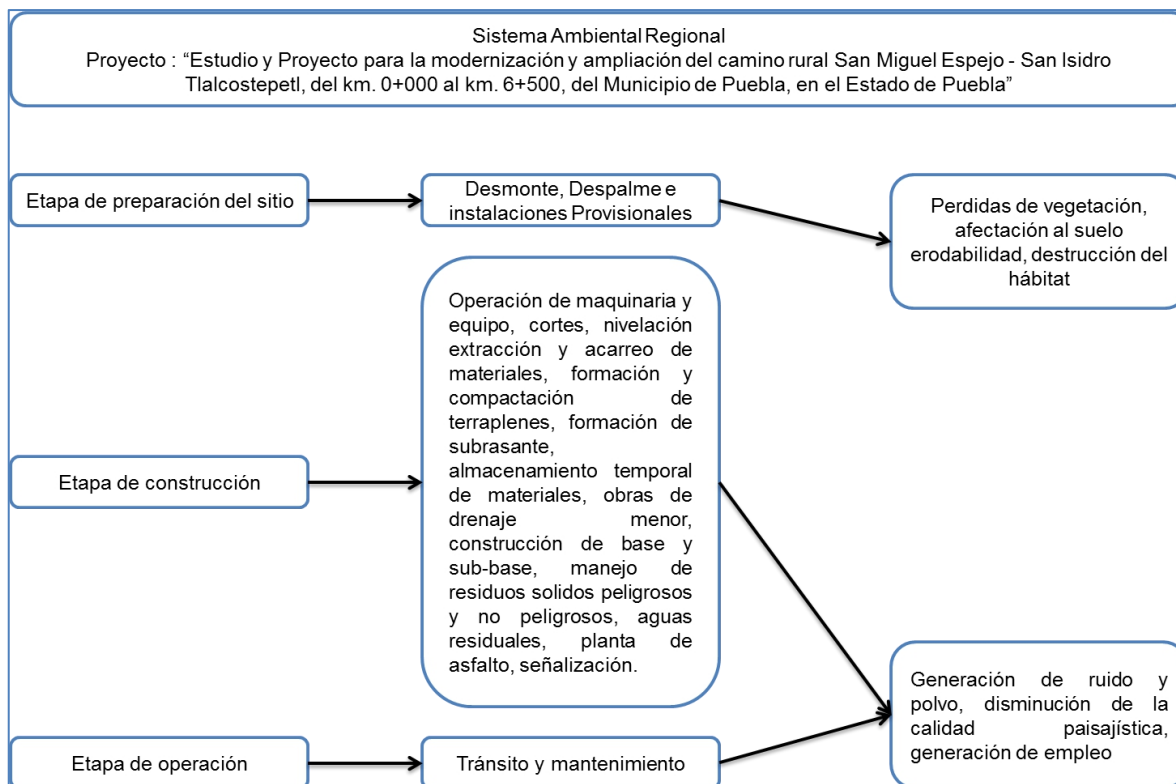 Sistema Ambiental Regional
Proyecto : “Estudio y Proyecto para la modernización y ampliación del camino rural San Miguel Espejo - San Isidro
Tlalcostepetl, del km. 0+000 al km. 6+500, del Municipio de Puebla, en el Estado de Puebla”
Etapa de preparación del sitio
Desmonte, Despalme e
instalaciones Provisionales
Perdidas de vegetación,
afectación al suelo
erodabilidad, destrucción del
hábitat
Etapa de construcción
Operación de maquinaria y
equipo, cortes, nivelación
extracción y acarreo de
materiales, formación y
compactación de
terraplenes, formación de
subrasante,
almacenamiento temporal
de materiales, obras de
drenaje menor,
construcción de base y
sub-base, manejo de
residuos solidos peligrosos
y no peligrosos, aguas
residuales, planta de
asfalto, señalización.
Generación de ruido y
polvo, disminución de la
calidad paisajística,
generación de empleo
Etapa de operación
Tránsito y mantenimiento